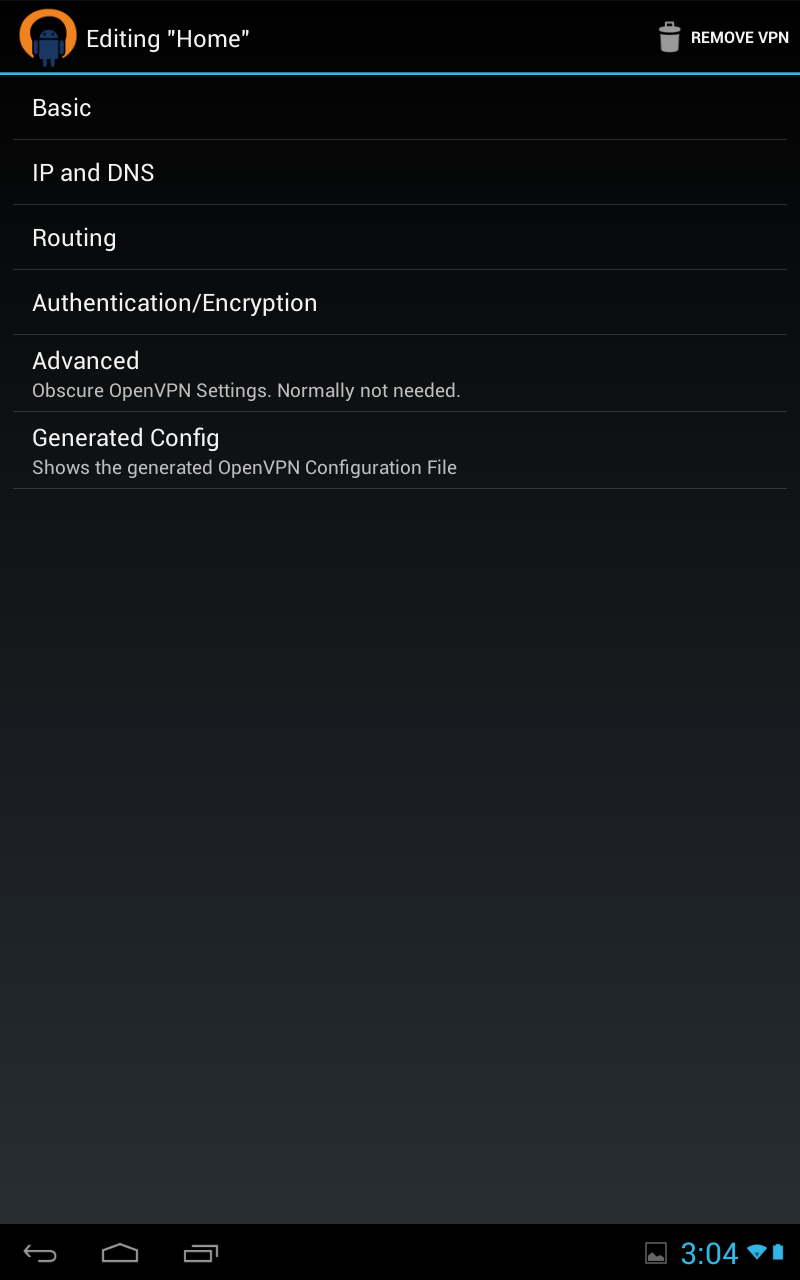 Editing "Home"
REMOVE VPN
Basic
IP and DNS
Routing
Authentication/Encryption
Advanced
Obscure OpenVPN Settings. Normally not needed.
Generated Config
Shows the generated OpenVPN Configuration File
3:04